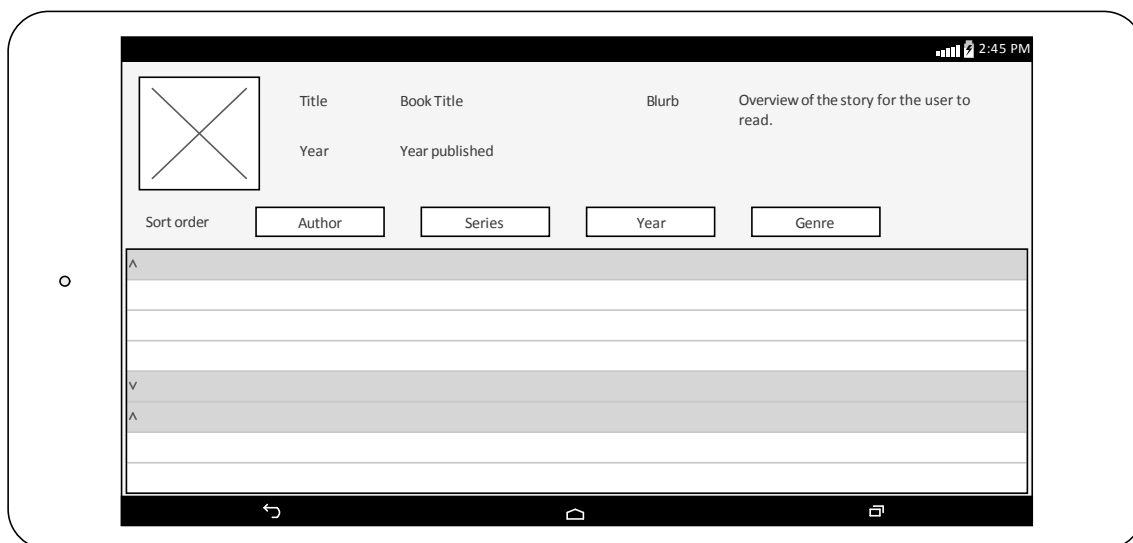 2:45 PM
Title Book Title Blurb Overview of the story for the user to
read.
Year Year published
Sort order Author Series Year Genre